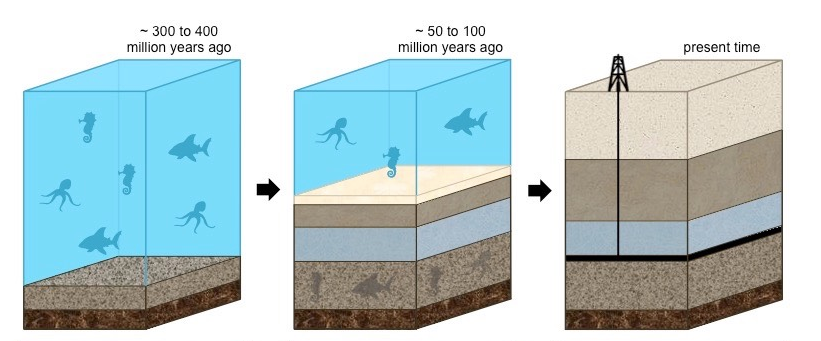 ~ 300 to 400
million years ago
~ 50 to 100
million years ago
present time